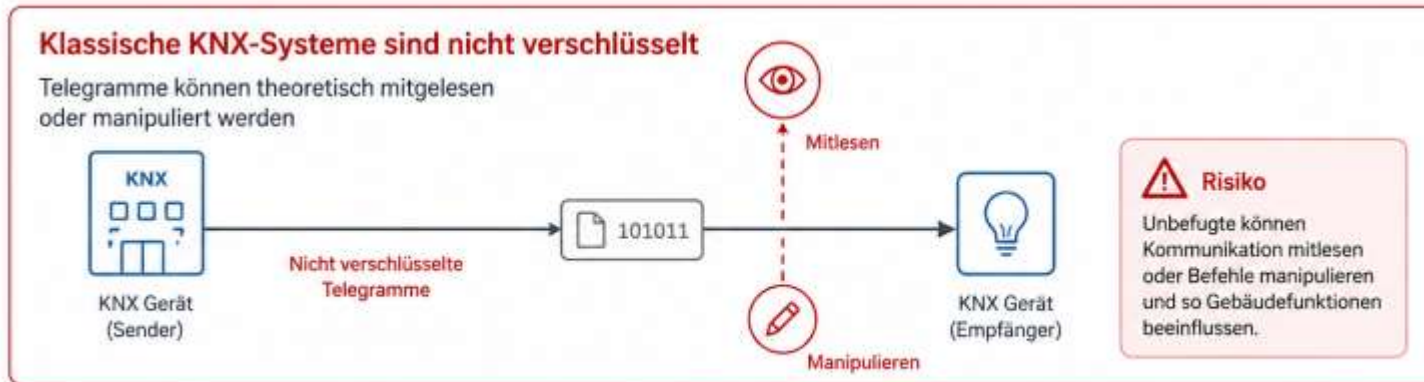 Klassische KNX-Systeme sind nicht verschlüsselt
Telegramme können theoretisch mitgelesen
oder manipuliert werden
KNX
KNX Gerät
(Sender)
Nicht verschlüsselte
Telegramme
101011
Mitlesen
Manipulieren
KNX Gerät
(Empfänger)
Risiko
Unbefugte können
Kommunikation mitlesen
oder Befehle manipulieren
und so Gebäudefunktionen
beeinflussen.